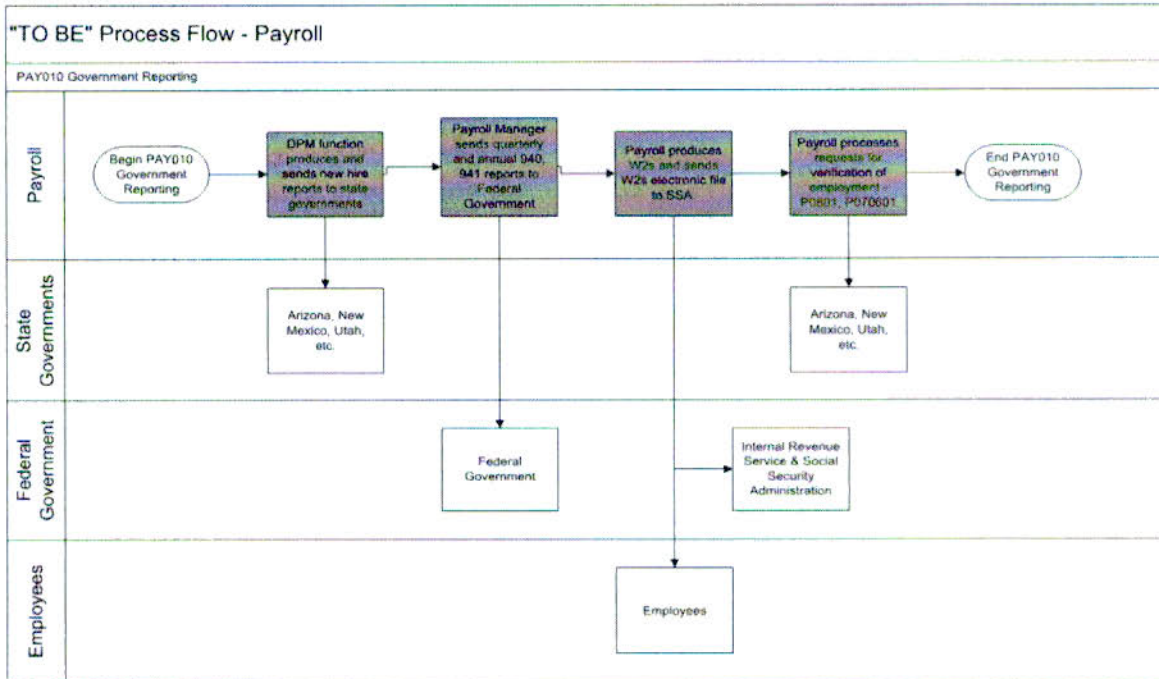 "TO BE" Process Flow - Payroll
PAY010 Government Reporting
Payroll
Begin PAY010
Government
Reporting
DPM function
produces and
sends new hire
reports to state
governments
Payroll Manager
sends quarterly
and annual 940,
941 reports to
Federal
Government
Payroll produces
W2s and sends
W2s electronic file
to SSA
Payroll processes
requests for
verification of
employment -
P0601, P070601
End PAY010
Government
Reporting
State
Governments
Arizona, New
Mexico, Utah,
etc.
Arizona, New
Mexico, Utah,
etc.
Federal
Government
Federal
Government
Internal Revenue
Service & Social
Security
Administration
Employees
Employees